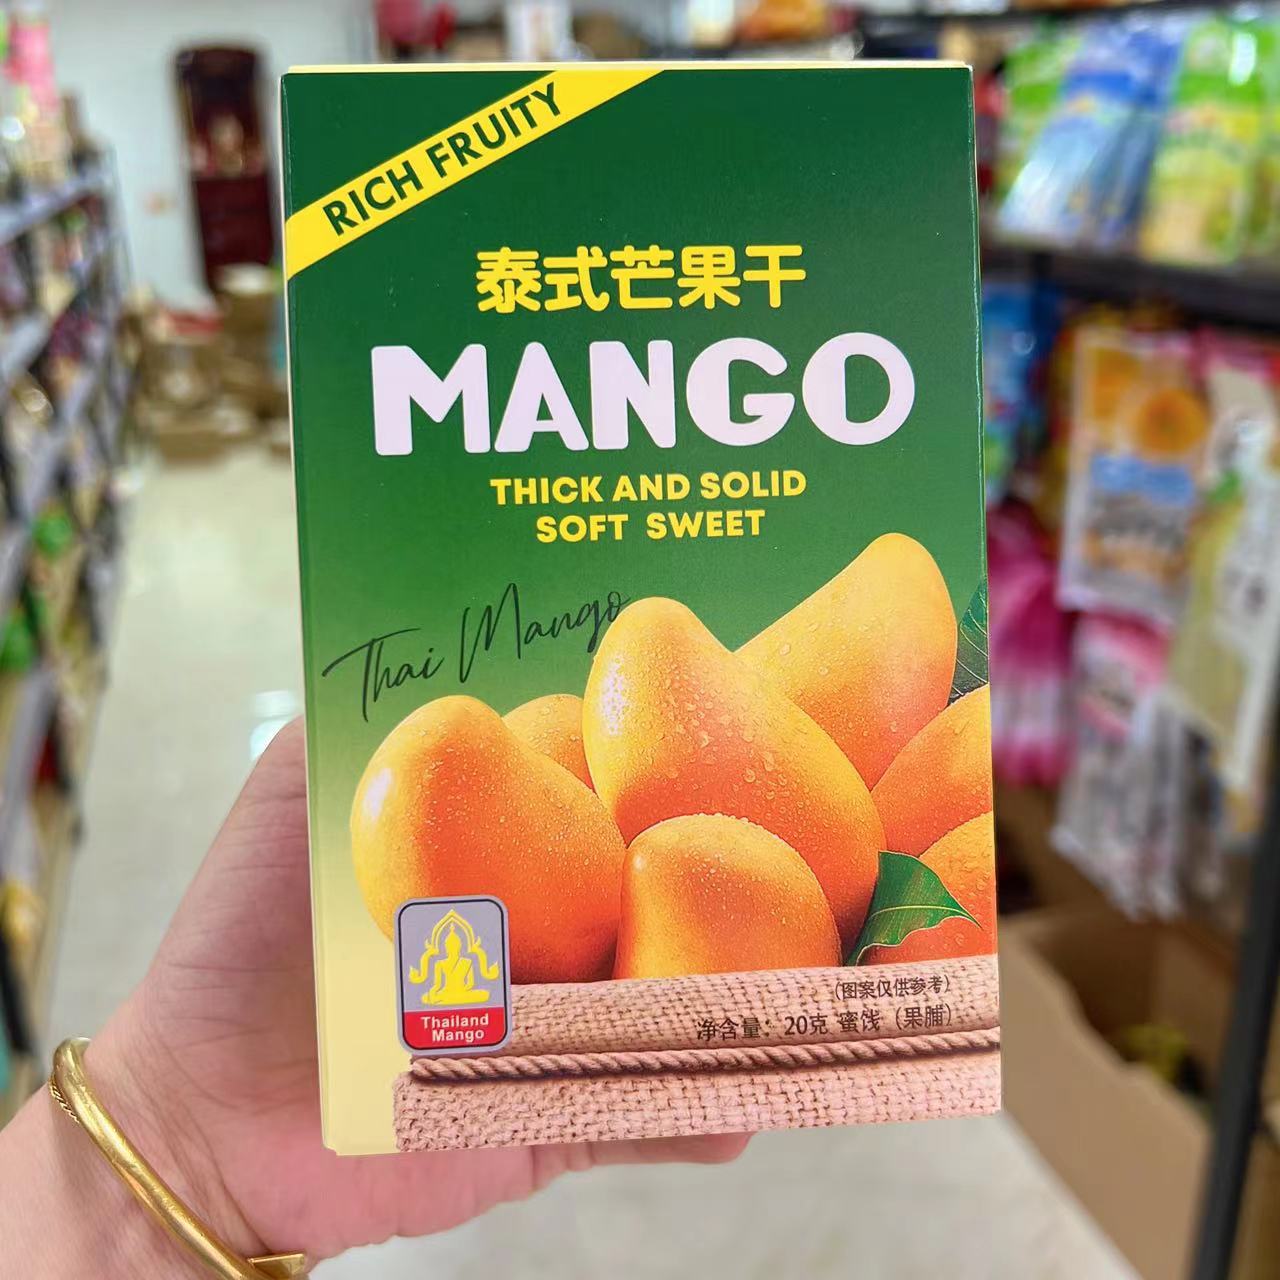 RICH FRUITY
泰式芒果干
MANGO
THICK AND SOLID
SOFT SWEET
Thai Mango
Thailand
Mango
(图案仅供参考)
净含量: 20克 蜜饯（果脯）